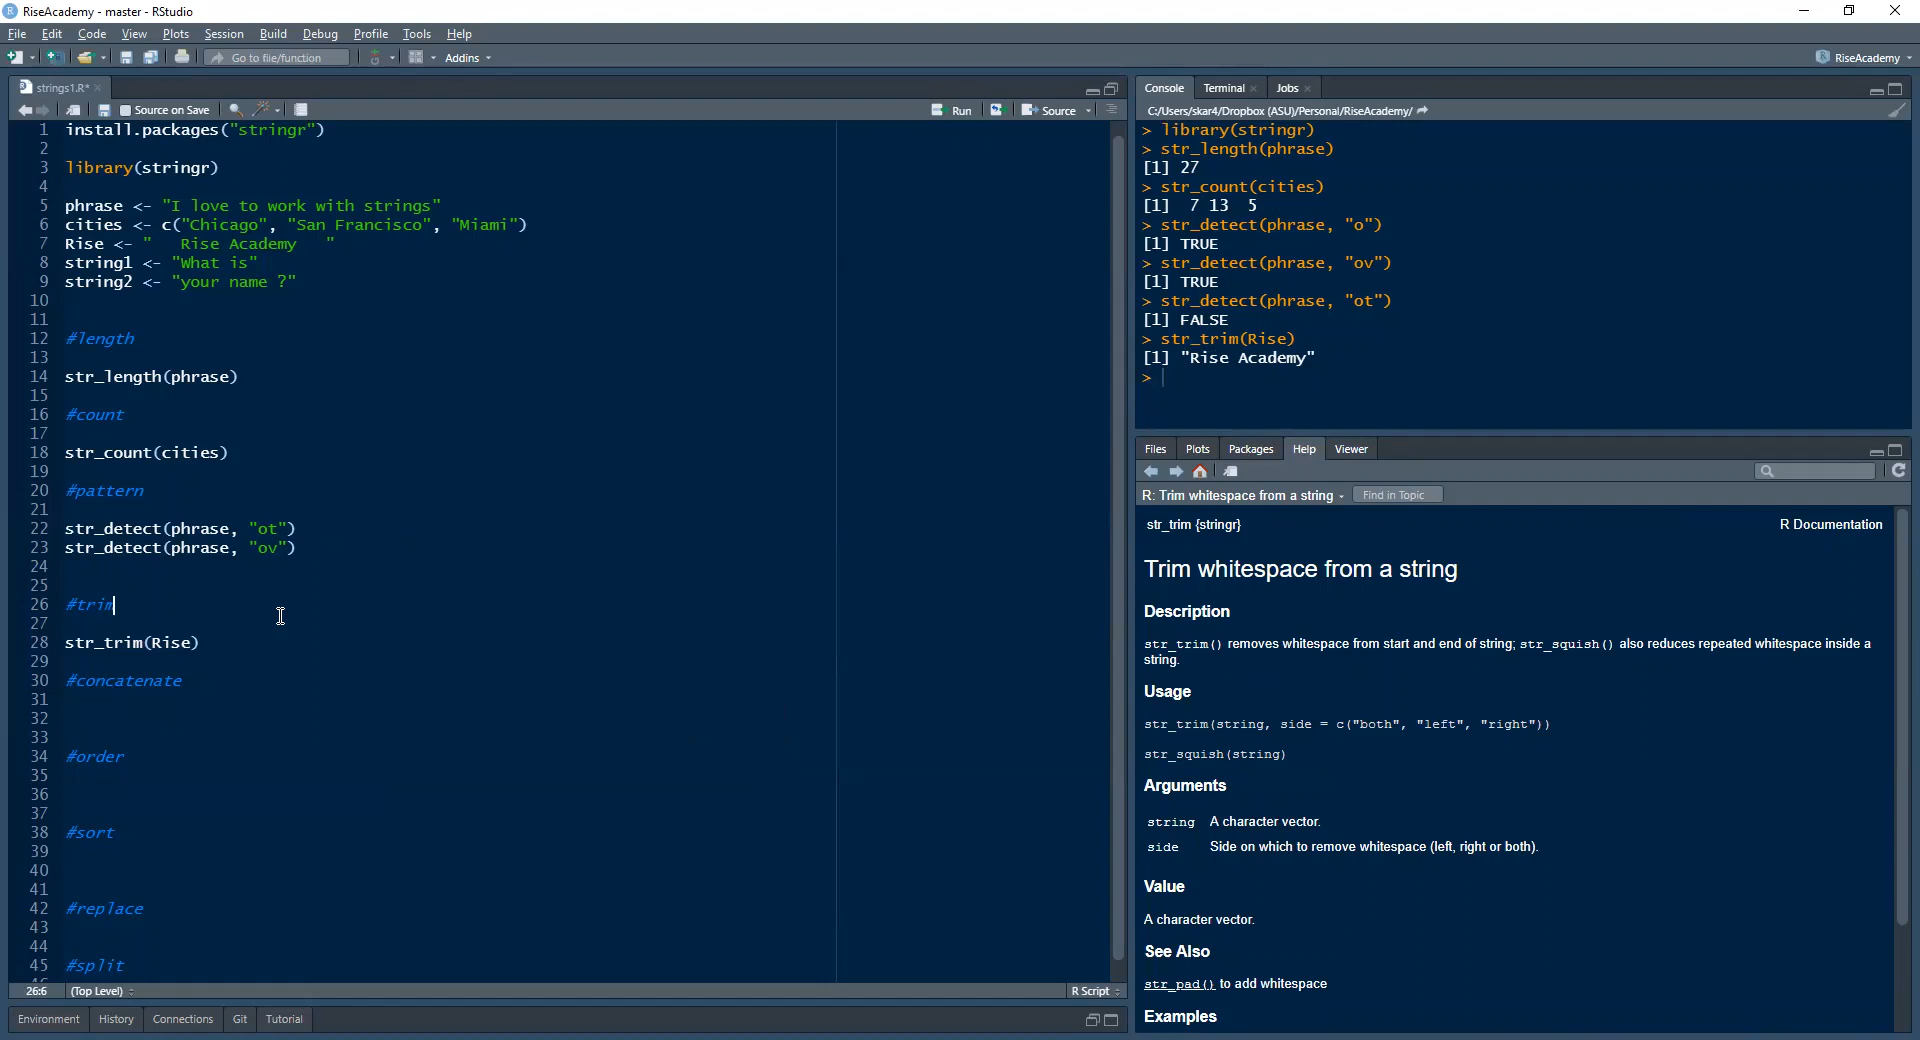 RiseAcademy - master - RStudio
File Edit Code View Plots Session Build Debug Profile Tools Help
Go to file/function Addins RiseAcademy
strings1.R*
Source on Save Run Source
1 install.packages("stringr")
2
3 library(stringr)
4
5 phrase <- "I love to work with strings"
6 cities <- c("Chicago", "San Francisco", "Miami")
7 Rise <- "   Rise Academy   "
8 string1 <- "What is"
9 string2 <- "your name ?"
10
11
12 #length
13
14 str_length(phrase)
15
16 #count
17
18 str_count(cities)
19
20 #pattern
21
22 str_detect(phrase, "ot")
23 str_detect(phrase, "ov")
24
25
26 #trim
27
28 str_trim(Rise)
29
30 #concatenate
31
32
33
34 #order
35
36
37
38 #sort
39
40
41
42 #replace
43
44
45 #split
26:6 (Top Level) R Script
Environment History Connections Git Tutorial
Console Terminal Jobs
C:/Users/skar4/Dropbox (ASU)/Personal/RiseAcademy/
> library(stringr)
> str_length(phrase)
[1] 27
> str_count(cities)
[1]  7 13  5
> str_detect(phrase, "o")
[1] TRUE
> str_detect(phrase, "ov")
[1] TRUE
> str_detect(phrase, "ot")
[1] FALSE
> str_trim(Rise)
[1] "Rise Academy"
>
Files Plots Packages Help Viewer
R: Trim whitespace from a string Find in Topic
str_trim {stringr} R Documentation
Trim whitespace from a string
Description
str_trim() removes whitespace from start and end of string; str_squish() also reduces repeated whitespace inside a
string.
Usage
str_trim(string, side = c("both", "left", "right"))
str_squish(string)
Arguments
string A character vector.
side Side on which to remove whitespace (left, right or both).
Value
A character vector.
See Also
str_pad() to add whitespace
Examples